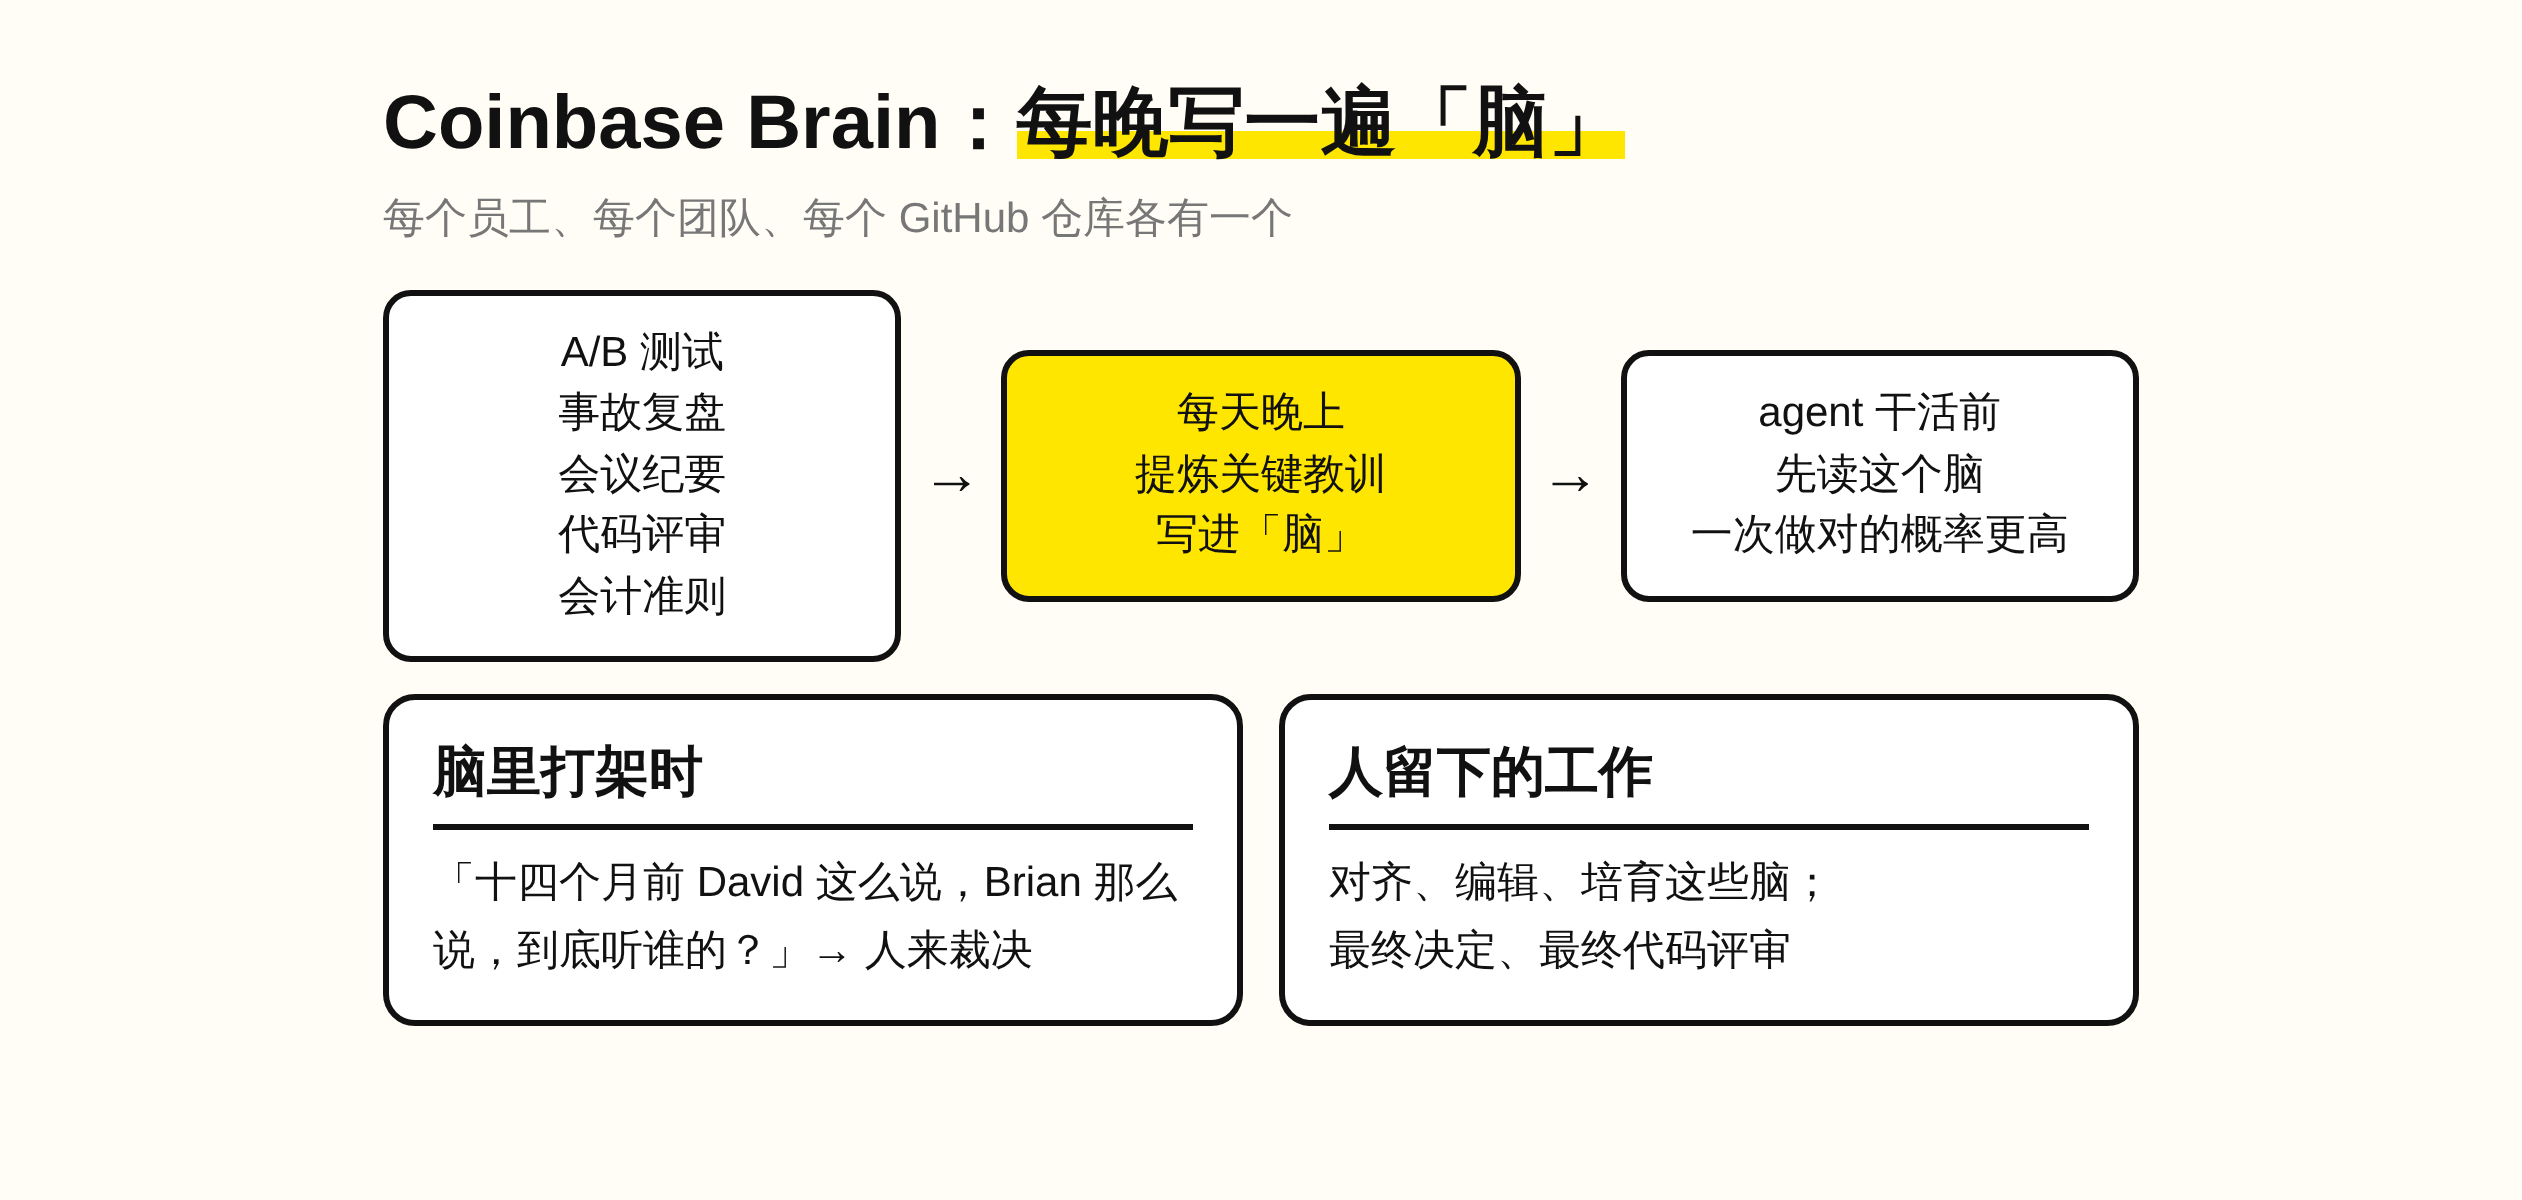 Coinbase Brain：每晚写一遍「脑」
每个员工、每个团队、每个 GitHub 仓库各有一个
A/B 测试
事故复盘
会议纪要
代码评审
会计准则
→
每天晚上
提炼关键教训
写进「脑」
→
agent 干活前
先读这个脑
一次做对的概率更高
脑里打架时
「十四个月前 David 这么说，Brian 那么
说，到底听谁的？」→ 人来裁决
人留下的工作
对齐、编辑、培育这些脑；
最终决定、最终代码评审